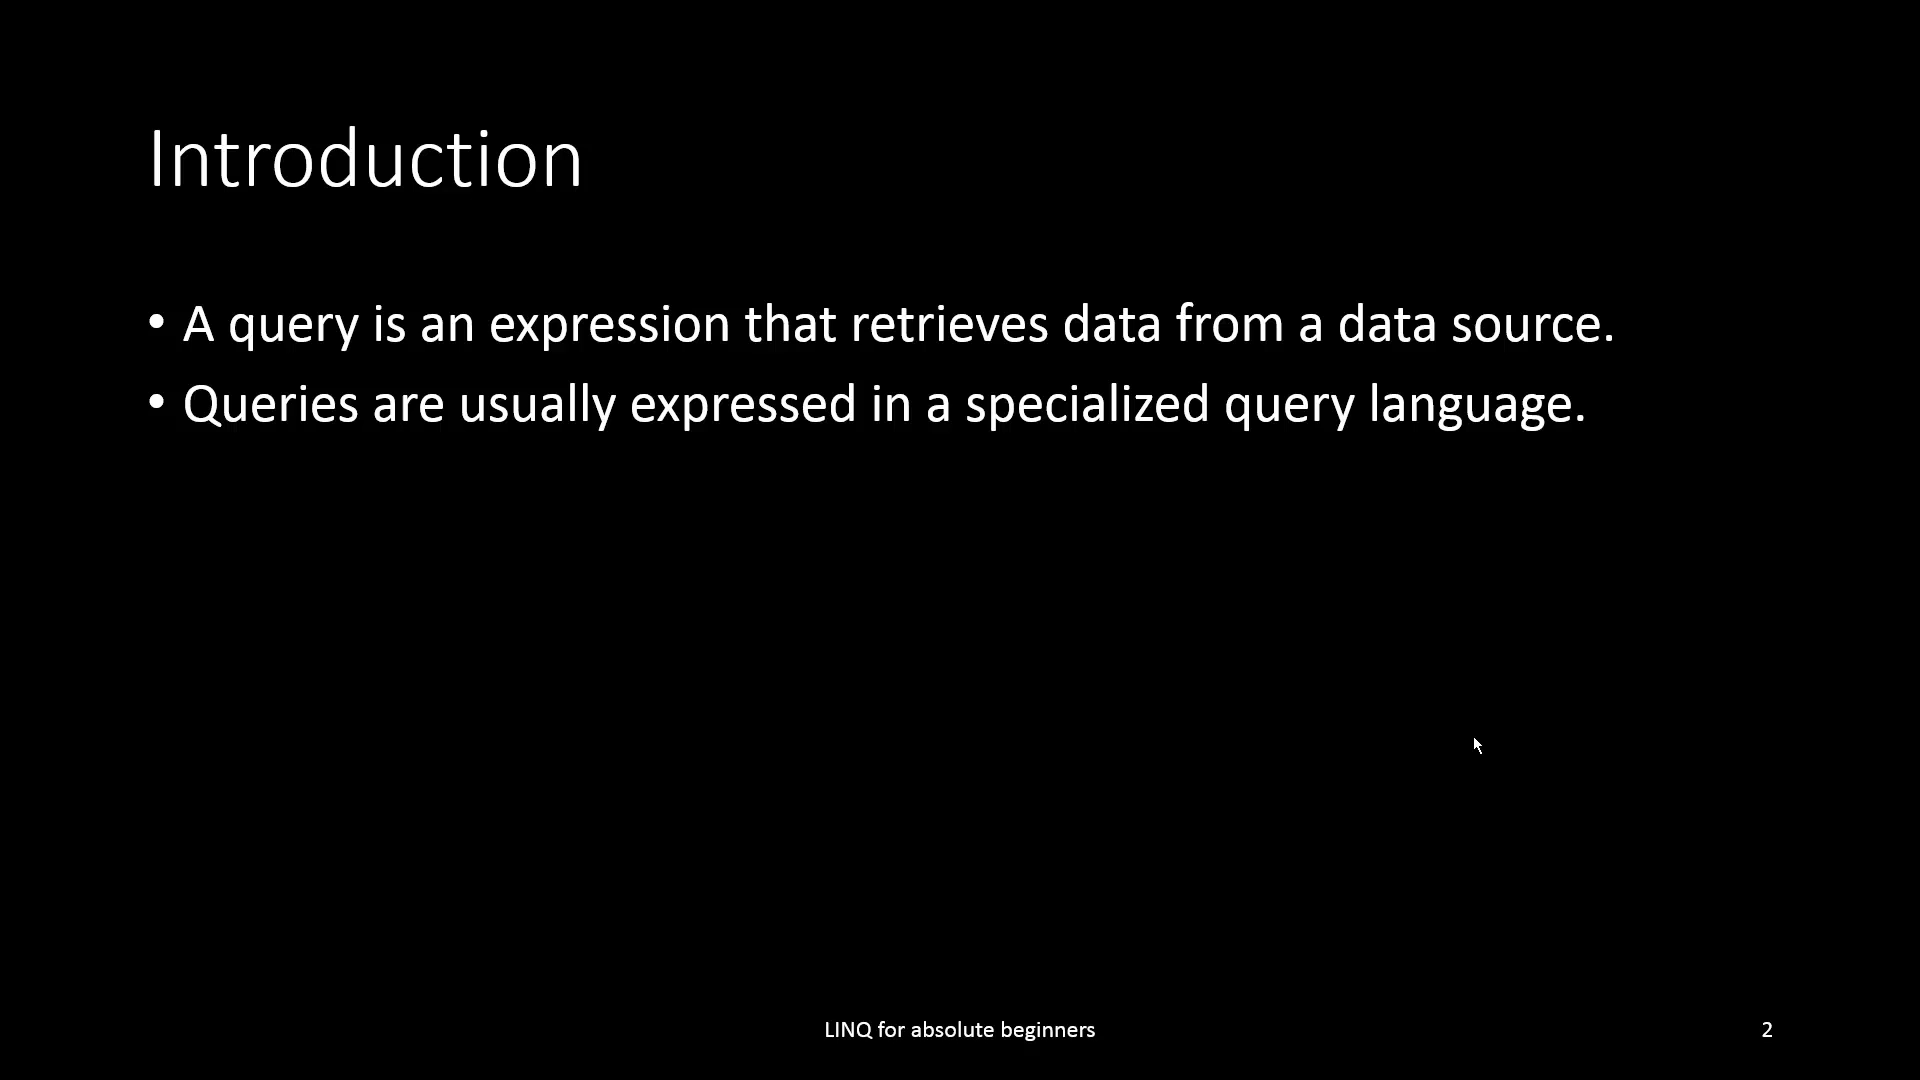 Introduction
• A query is an expression that retrieves data from a data source.
• Queries are usually expressed in a specialized query language.
LINQ for absolute beginners
2